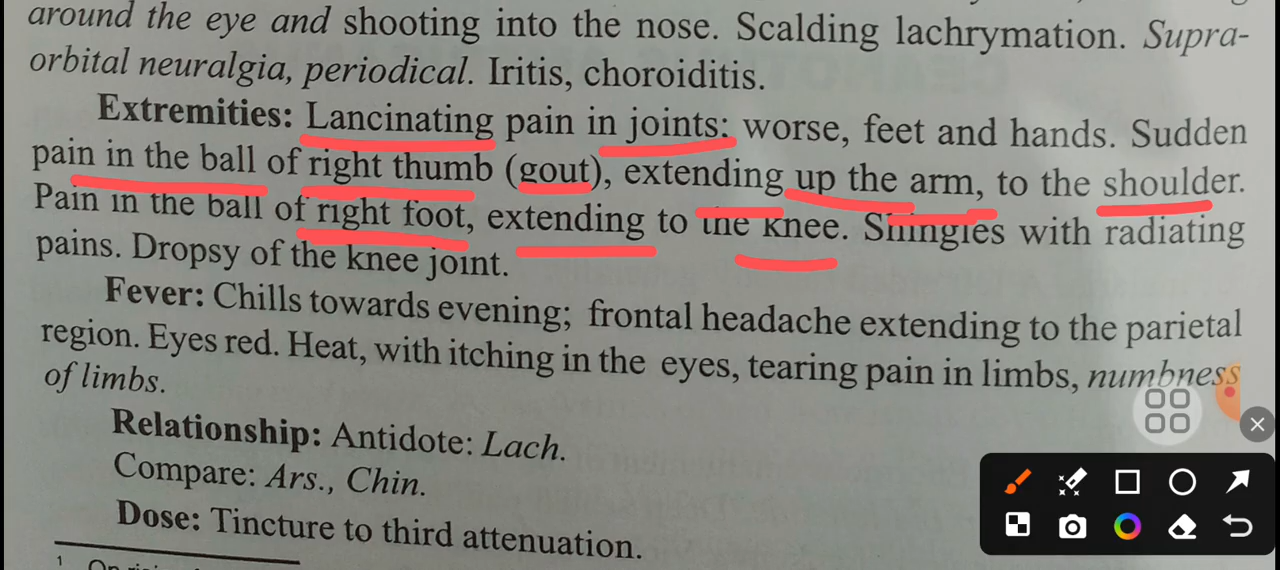 around the eye and shooting into the nose. Scalding lachrymation. Supra-
orbital neuralgia, periodical. Iritis, choroiditis.
Extremities: Lancinating pain in joints: worse, feet and hands. Sudden
pain in the ball of right thumb (gout), extending up the arm, to the shoulder.
Pain in the ball of right foot, extending to the knee. Shingles with radiating
pains. Dropsy of the knee joint.
Fever: Chills towards evening; frontal headache extending to the parietal
region. Eyes red. Heat, with itching in the eyes, tearing pain in limbs, numbness
of limbs.
Relationship: Antidote: Lach.
Compare: Ars., Chin.
Dose: Tincture to third attenuation.
1